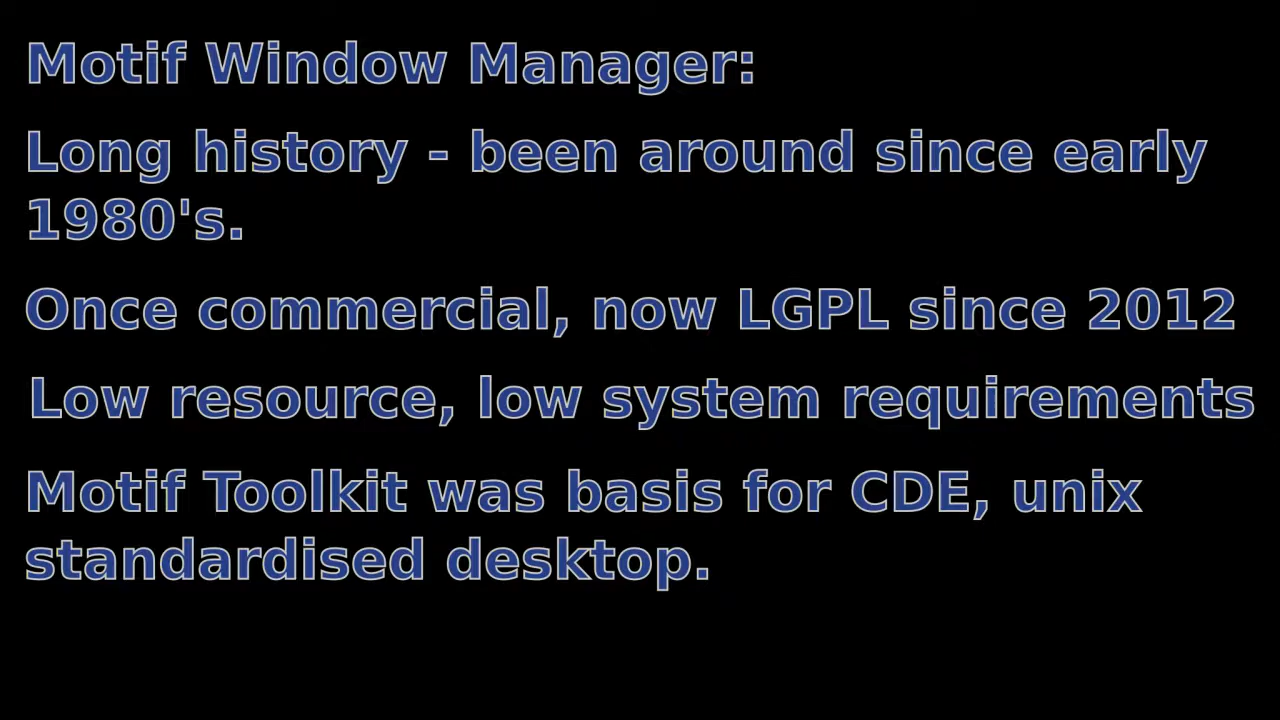 Motif Window Manager:
Long history - been around since early
1980's.
Once commercial, now LGPL since 2012
Low resource, low system requirements
Motif Toolkit was basis for CDE, unix
standardised desktop.